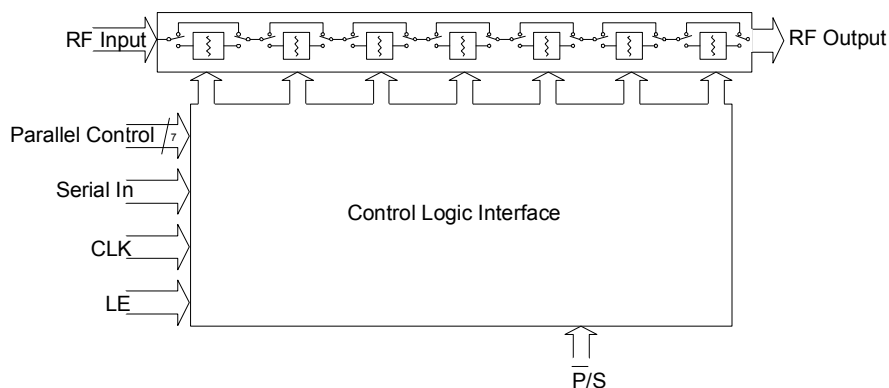 RF Input
RF Output
Parallel Control 7
Serial In
Control Logic Interface
CLK
LE
P̅/S